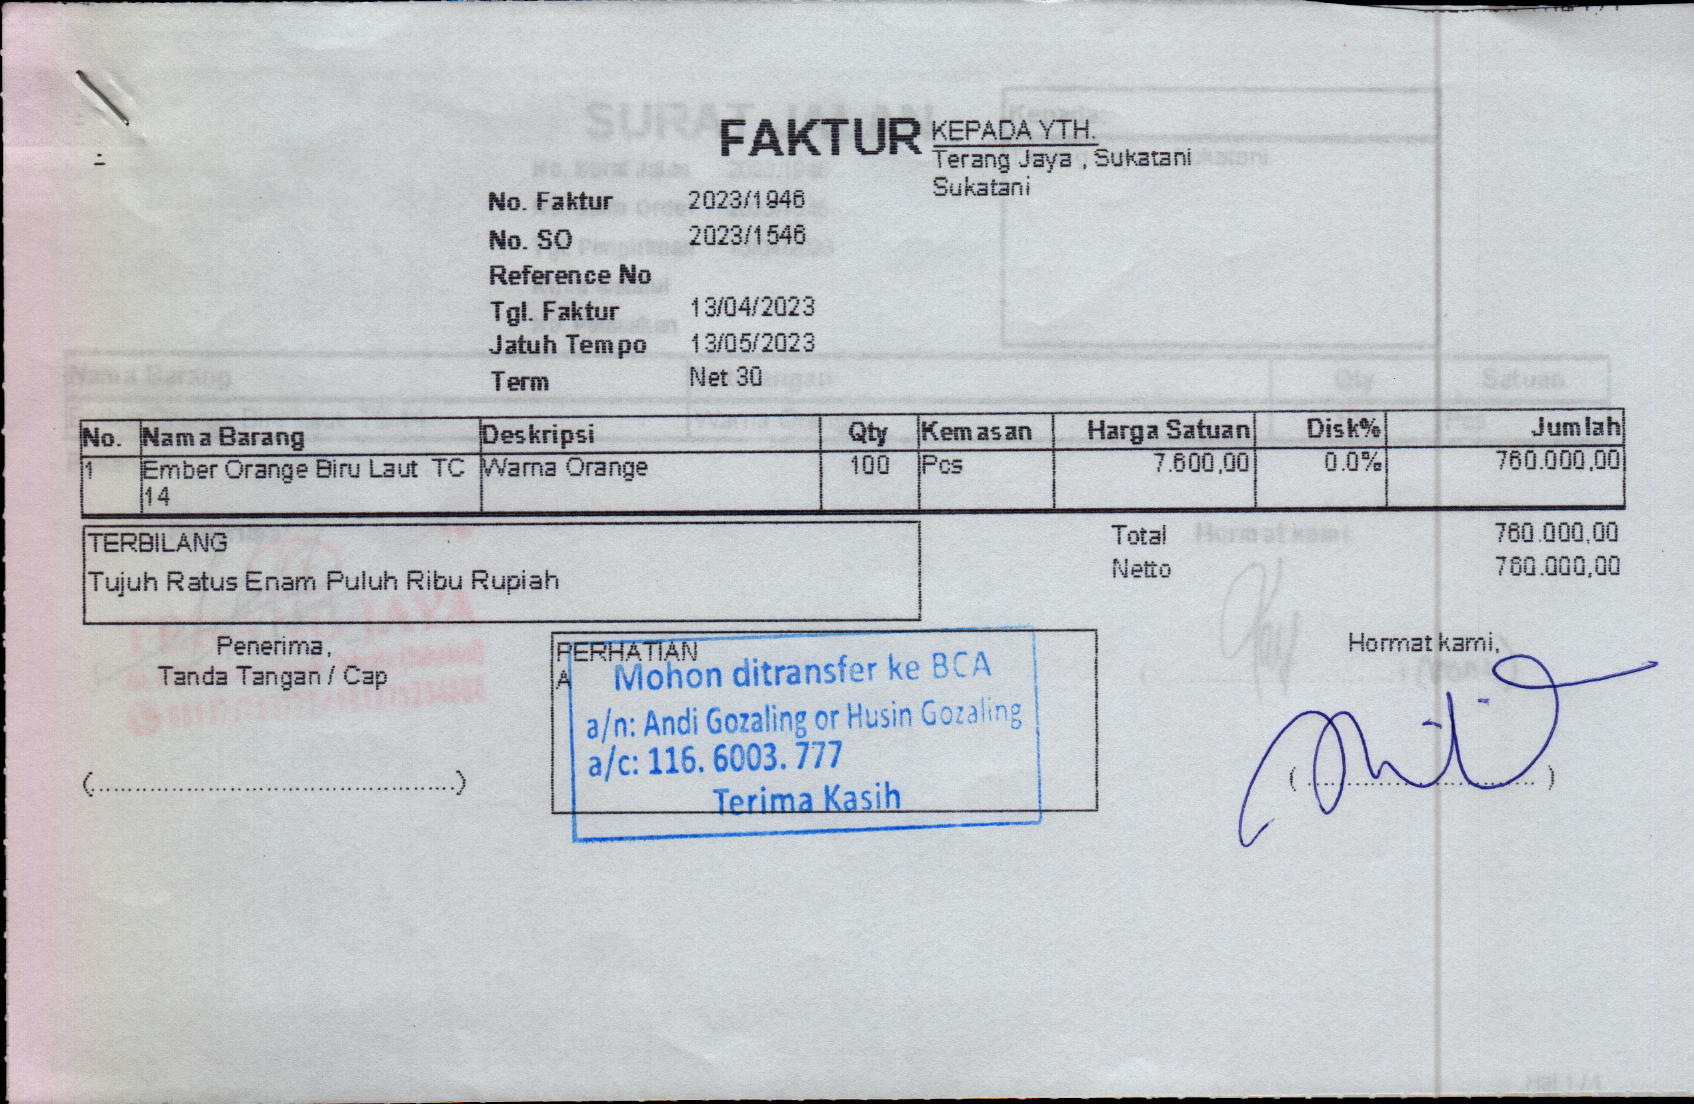 FAKTUR
KEPADA YTH.
Terang Jaya , Sukatani
Sukatani
No. Faktur 2023/1946
No. SO 2023/1546
Reference No
Tgl. Faktur 13/04/2023
Jatuh Tempo 13/05/2023
Term Net 30
No. Nama Barang Deskripsi Qty Kemasan Harga Satuan Disk% Jumlah
1 Ember Orange Biru Laut TC Warna Orange 100 Pcs 7.600,00 0.0% 760.000,00
14
TERBILANG
Tujuh Ratus Enam Puluh Ribu Rupiah
Total 760.000,00
Netto 760.000,00
Penerima,
Tanda Tangan / Cap
(................................................)
PERHATIAN
A
Mohon ditransfer ke BCA
a/n: Andi Gozaling or Husin Gozaling
a/c: 116. 6003. 777
Terima Kasih
Hormat kami,
(................................)